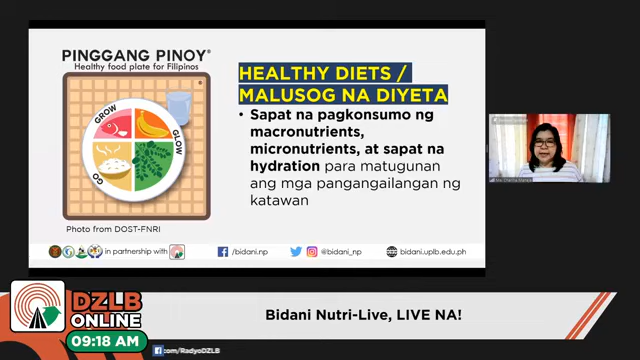 PINGGANG PINOY®
Healthy food plate for Filipinos
GROW
GLOW
GO
Photo from DOST-FNRI
HEALTHY DIETS /
MALUSOG NA DIYETA
• Sapat na pagkonsumo ng
macronutrients,
micronutrients, at sapat na
hydration para matugunan
ang mga pangangailangan ng
katawan
in partnership with
/bidani.np
@bidani_np
bidani.uplb.edu.ph
DZLB
ONLINE
09:18 AM
Bidani Nutri-Live, LIVE NA!
.com/RadyoDZLB